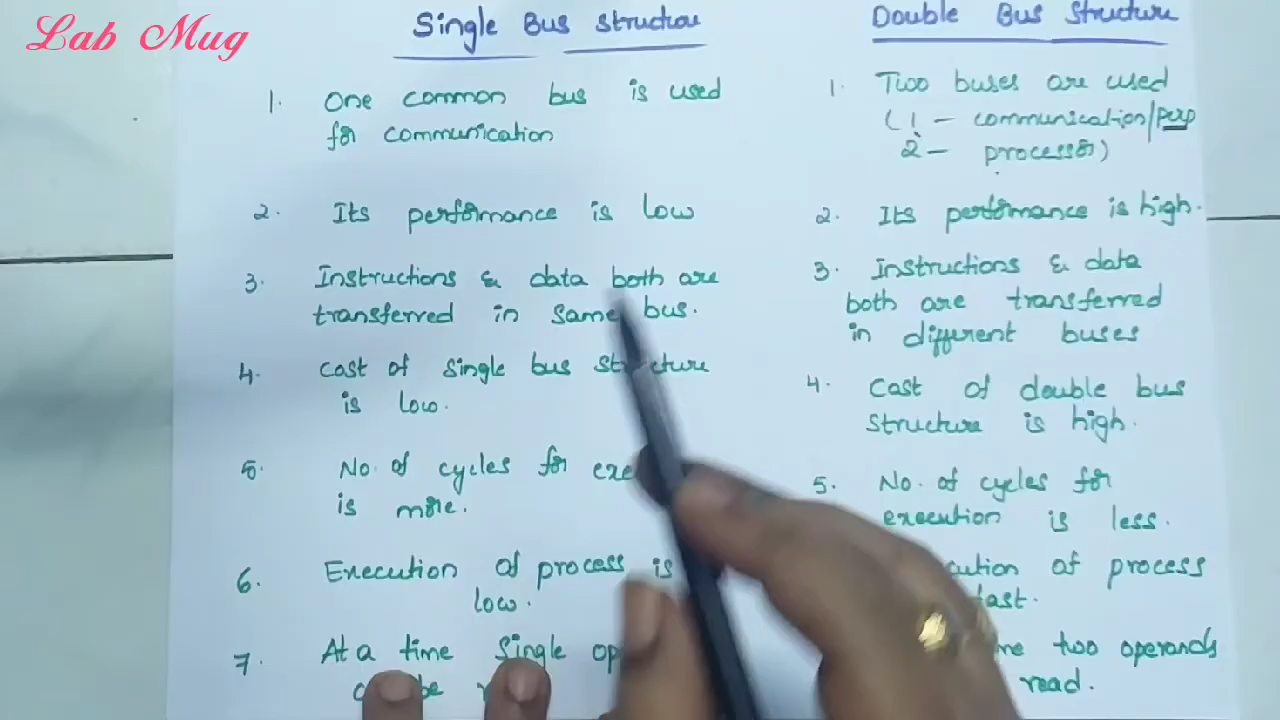 Lab Mug
Single Bus Structure
1. One common bus is used
for communication
2. Its performance is low
3. Instructions & data both are
transferred in same bus.
4. Cost of Single bus Structure
is low.
5. No. of cycles for
is more.
6. Execution of process is
low.
7. At a time Single
Double Bus Structure
1. Two buses are used
(1 - communication/perp
2 - processor)
2. Its performance is high.
3. Instructions & data
both are transferred
in different buses
4. Cost of double bus
Structure is high.
5. No. of cycles for
execution is less.
of process
fast.
two operands
read.